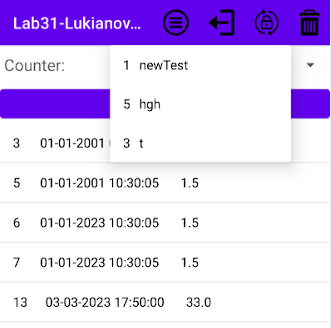 Lab31-Lukianov...
Counter:
1 newTest
5 hgh
3 t
3 01-01-2001
5 01-01-2001 10:30:05 1.5
6 01-01-2023 10:30:05 1.5
7 01-01-2023 10:30:05 1.5
13 03-03-2023 17:50:00 33.0